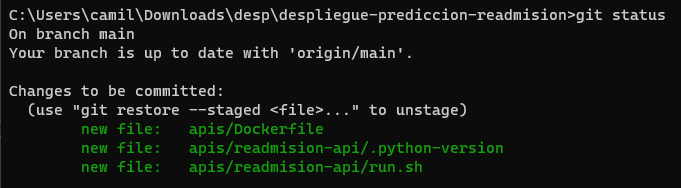 C:\Users\camil\Downloads\desp\despliegue-prediccion-readmision>git status
On branch main
Your branch is up to date with 'origin/main'.

Changes to be committed:
  (use "git restore --staged <file>..." to unstage)
        new file:   apis/Dockerfile
        new file:   apis/readmision-api/.python-version
        new file:   apis/readmision-api/run.sh